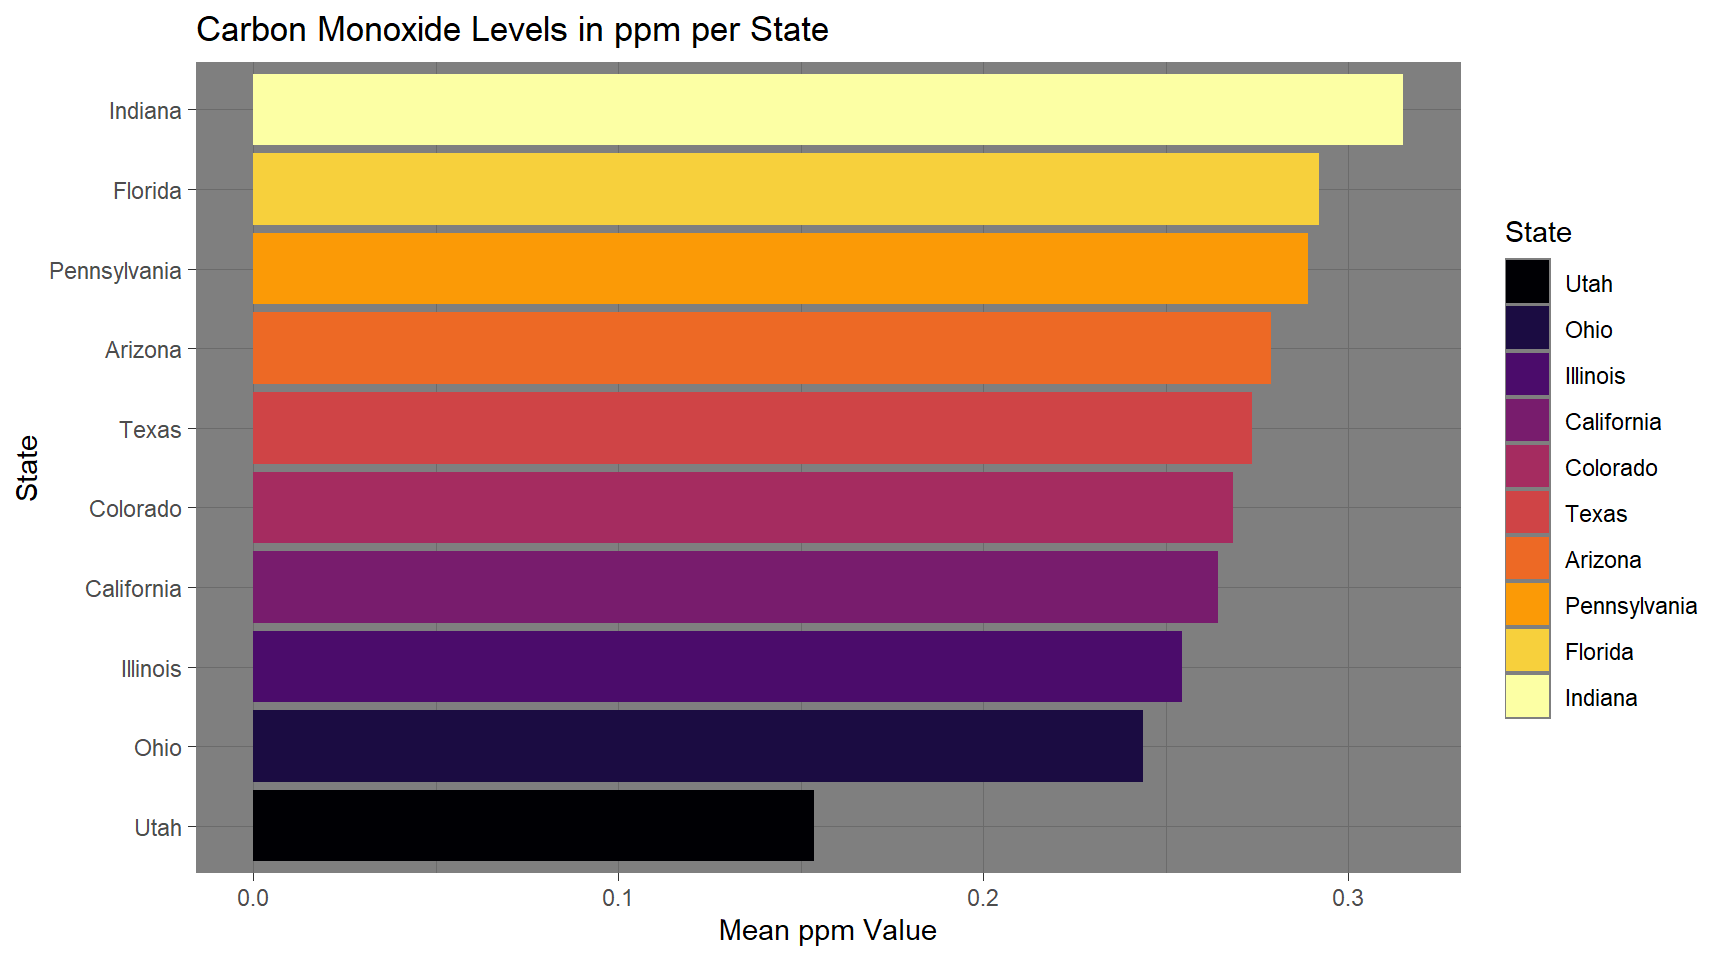 Carbon Monoxide Levels in ppm per State
State
Indiana
Florida
Pennsylvania
Arizona
Texas
Colorado
California
Illinois
Ohio
Utah
0.0 0.1 0.2 0.3
Mean ppm Value
State
Utah
Ohio
Illinois
California
Colorado
Texas
Arizona
Pennsylvania
Florida
Indiana